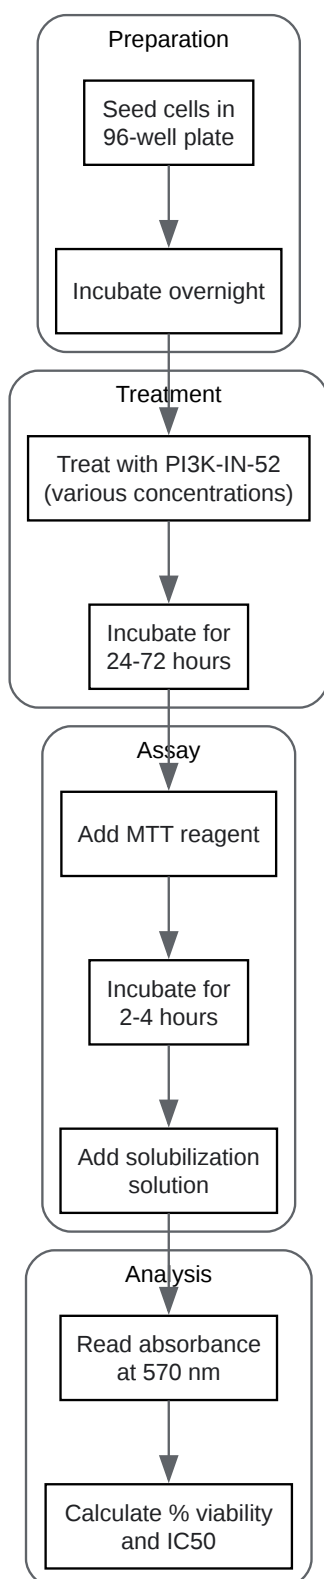 Preparation
Seed cells in
96-well plate
Incubate overnight
Treatment
Treat with PI3K-IN-52
(various concentrations)
Incubate for
24-72 hours
Assay
Add MTT reagent
Incubate for
2-4 hours
Add solubilization
solution
Analysis
Read absorbance
at 570 nm
Calculate % viability
and IC50